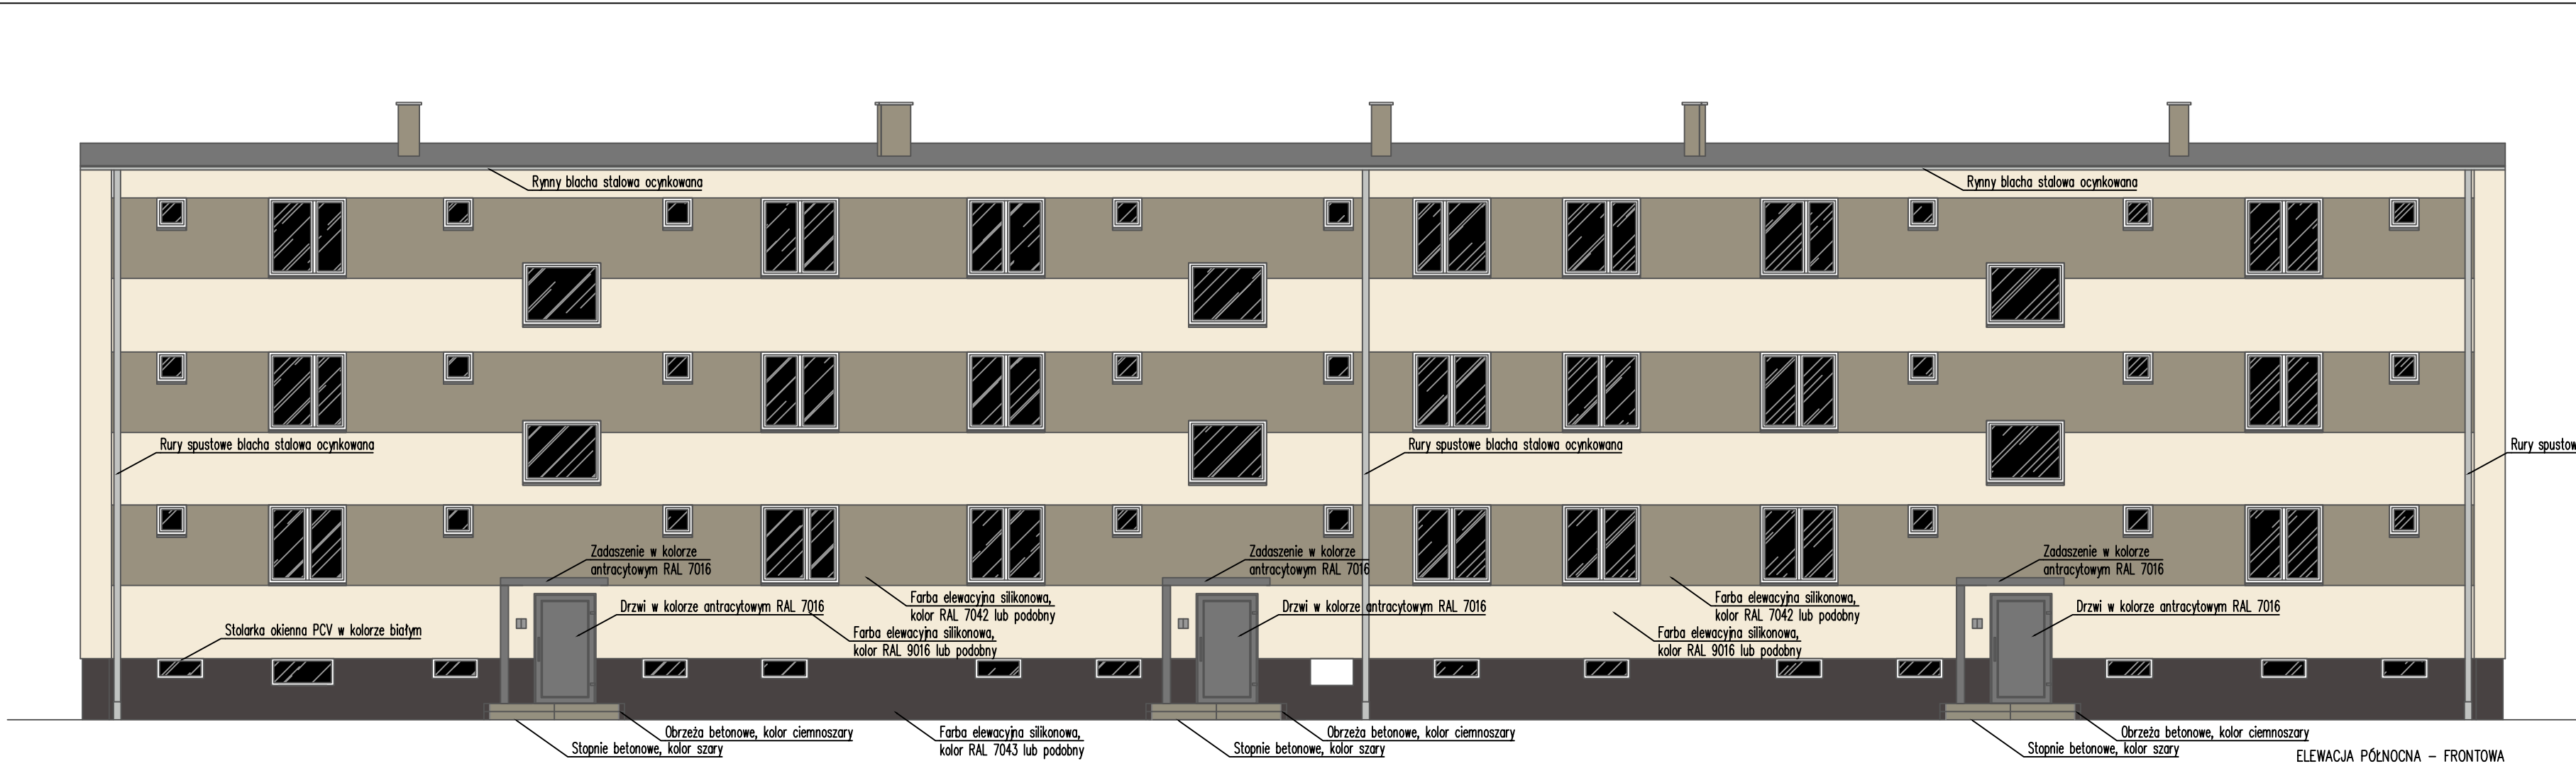 Rynny blacha stalowa ocynkowana
Rynny blacha stalowa ocynkowana
Rury spustowe blacha stalowa ocynkowana
Rury spustowe blacha stalowa ocynkowana
Rury spustow
Zadaszenie w kolorze
antracytowym RAL 7016
Zadaszenie w kolorze
antracytowym RAL 7016
Zadaszenie w kolorze
antracytowym RAL 7016
Farba elewacyjna silikonowa,
kolor RAL 7042 lub podobny
Farba elewacyjna silikonowa,
kolor RAL 7042 lub podobny
Drzwi w kolorze antracytowym RAL 7016
Drzwi w kolorze antracytowym RAL 7016
Drzwi w kolorze antracytowym RAL 7016
Stolarka okienna PCV w kolorze białym
Farba elewacyjna silikonowa,
kolor RAL 9016 lub podobny
Farba elewacyjna silikonowa,
kolor RAL 9016 lub podobny
Obrzeża betonowe, kolor ciemnoszary
Stopnie betonowe, kolor szary
Farba elewacyjna silikonowa,
kolor RAL 7043 lub podobny
Obrzeża betonowe, kolor ciemnoszary
Stopnie betonowe, kolor szary
Obrzeża betonowe, kolor ciemnoszary
Stopnie betonowe, kolor szary
ELEWACJA PÓŁNOCNA – FRONTOWA